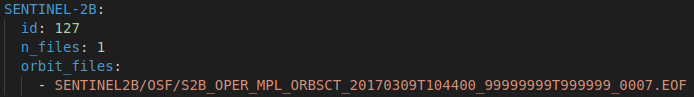 SENTINEL-2B:
id: 127
n_files: 1
orbit_files:
- SENTINEL2B/OSF/S2B_OPER_MPL_ORBSCT_20170309T104400_99999999T999999_0007.EOF